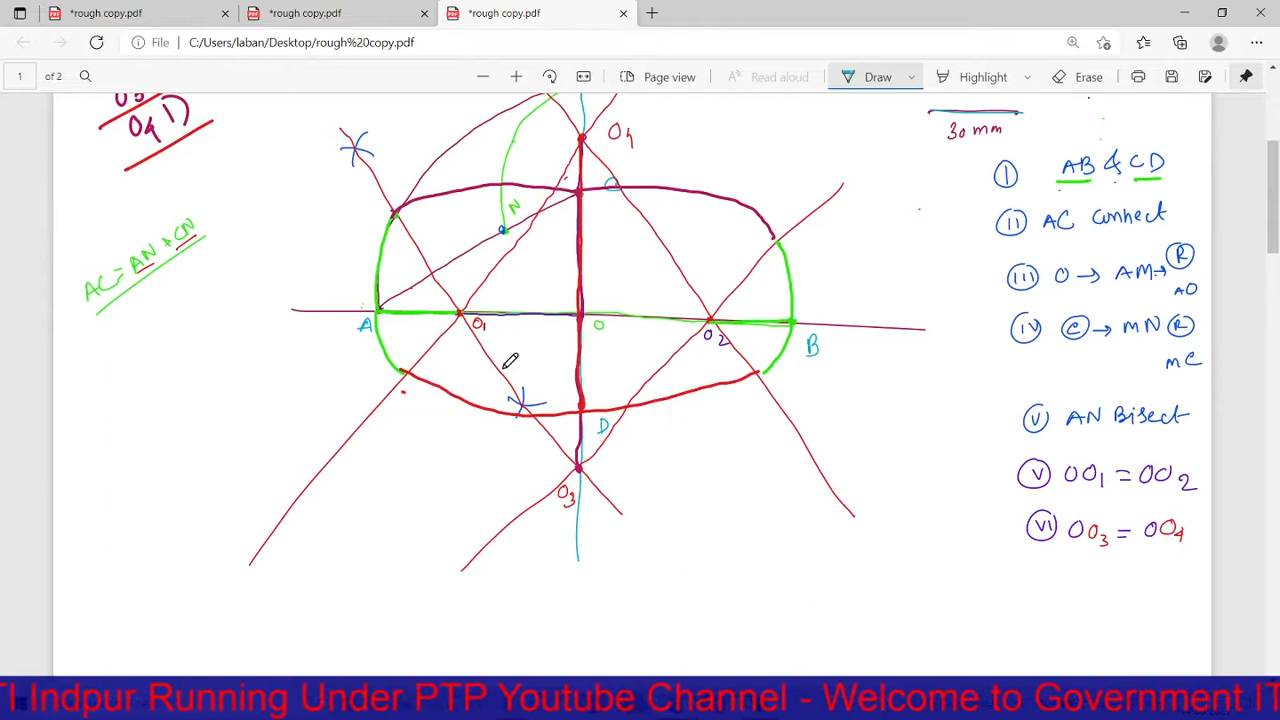 *rough copy.pdf
*rough copy.pdf
*rough copy.pdf
File
C:/Users/laban/Desktop/rough%20copy.pdf
1
of 2
Page view
Read aloud
Draw
Highlight
Erase
O4 D
30 mm
AC = AN + CN
N
O4
C
A
O1
O
O2
B
D
O3
I AB & CD
II AC Connect
III O → AM → R
AO
IV C → MN R
MC
V AN Bisect
V OO1 = OO2
VI OO3 = OO4
TI Indpur Running Under PTP Youtube Channel - Welcome to Government IT